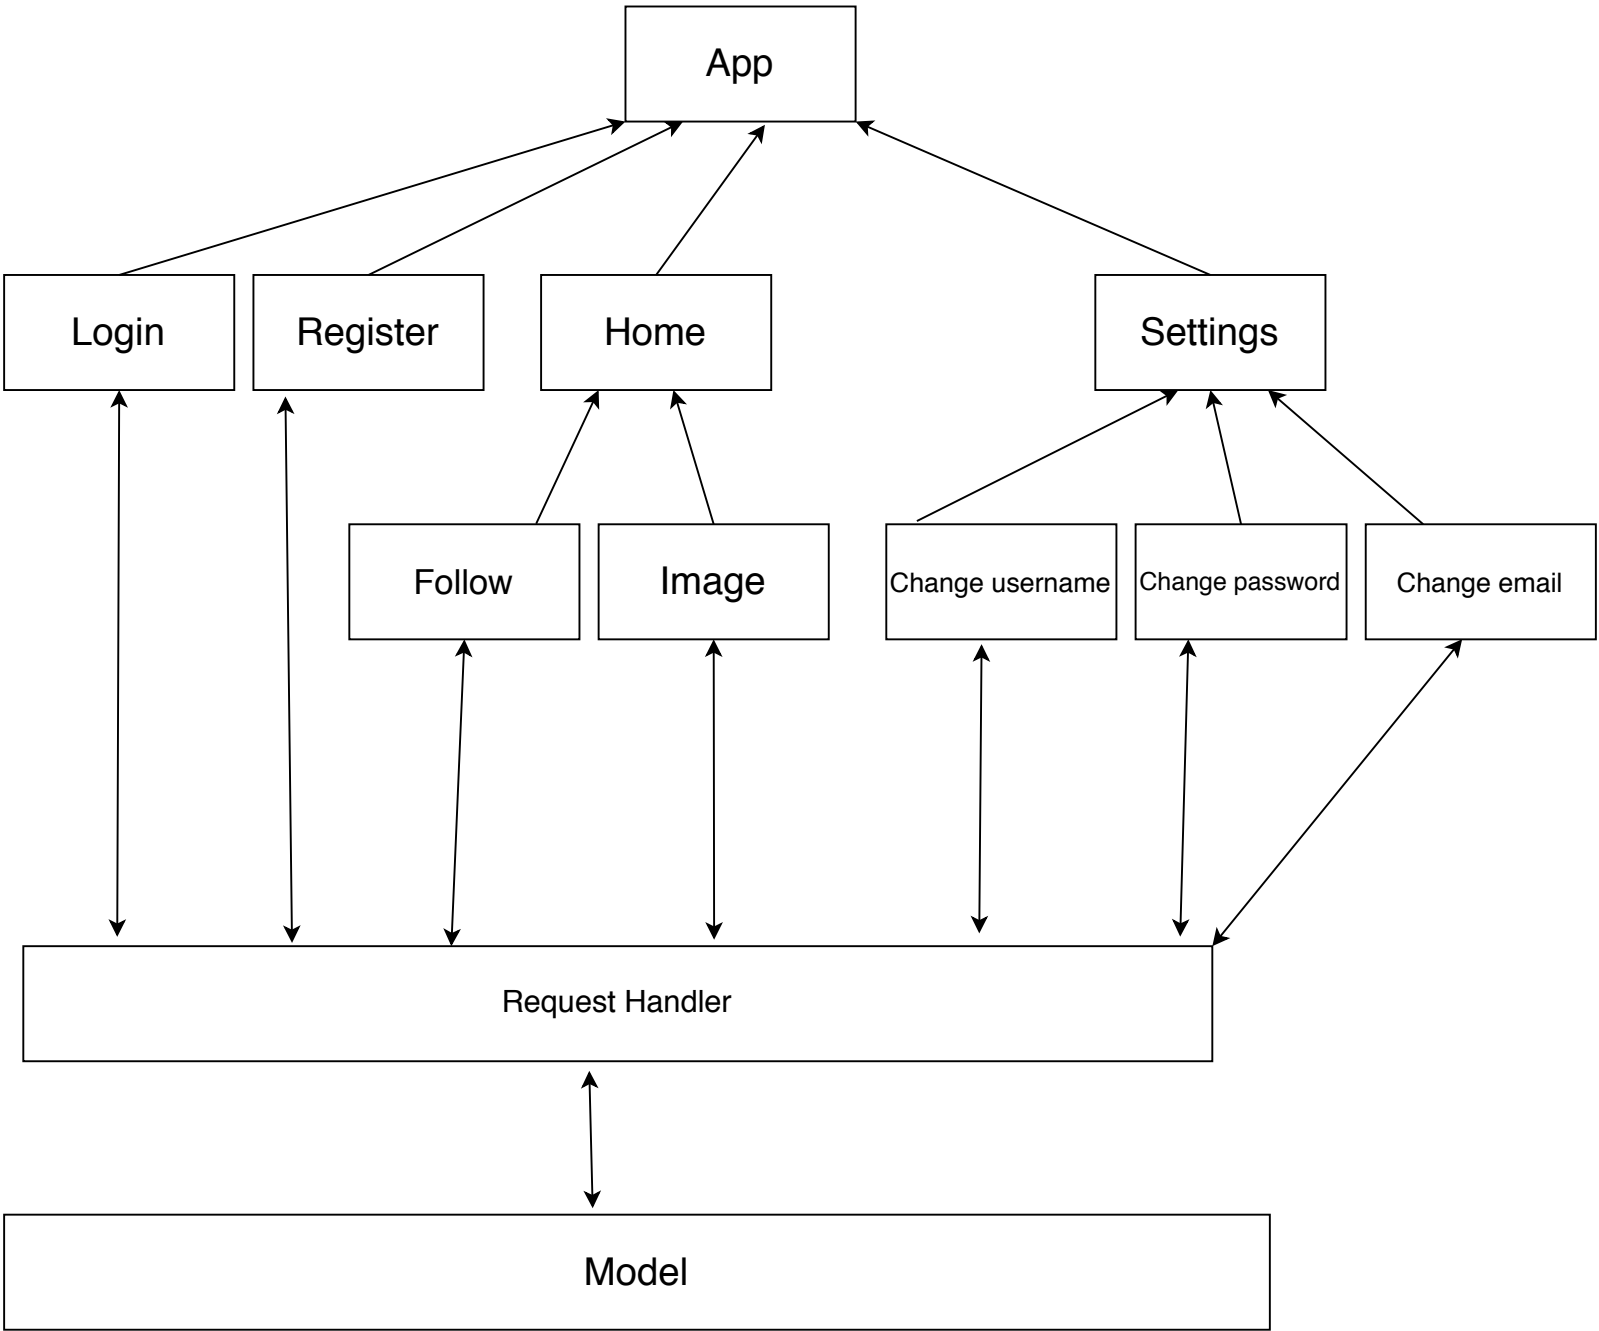 App
Login
Register
Home
Settings
Follow
Image
Change username
Change password
Change email
Request Handler
Model